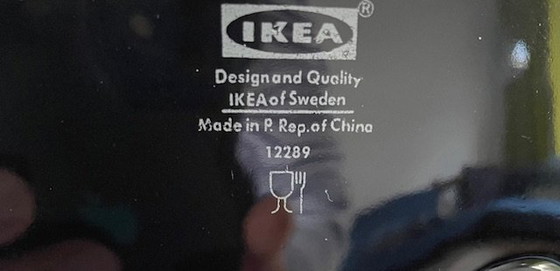 IKEA®
Design and Quality
IKEA of Sweden
Made in P. Rep. of China
12289